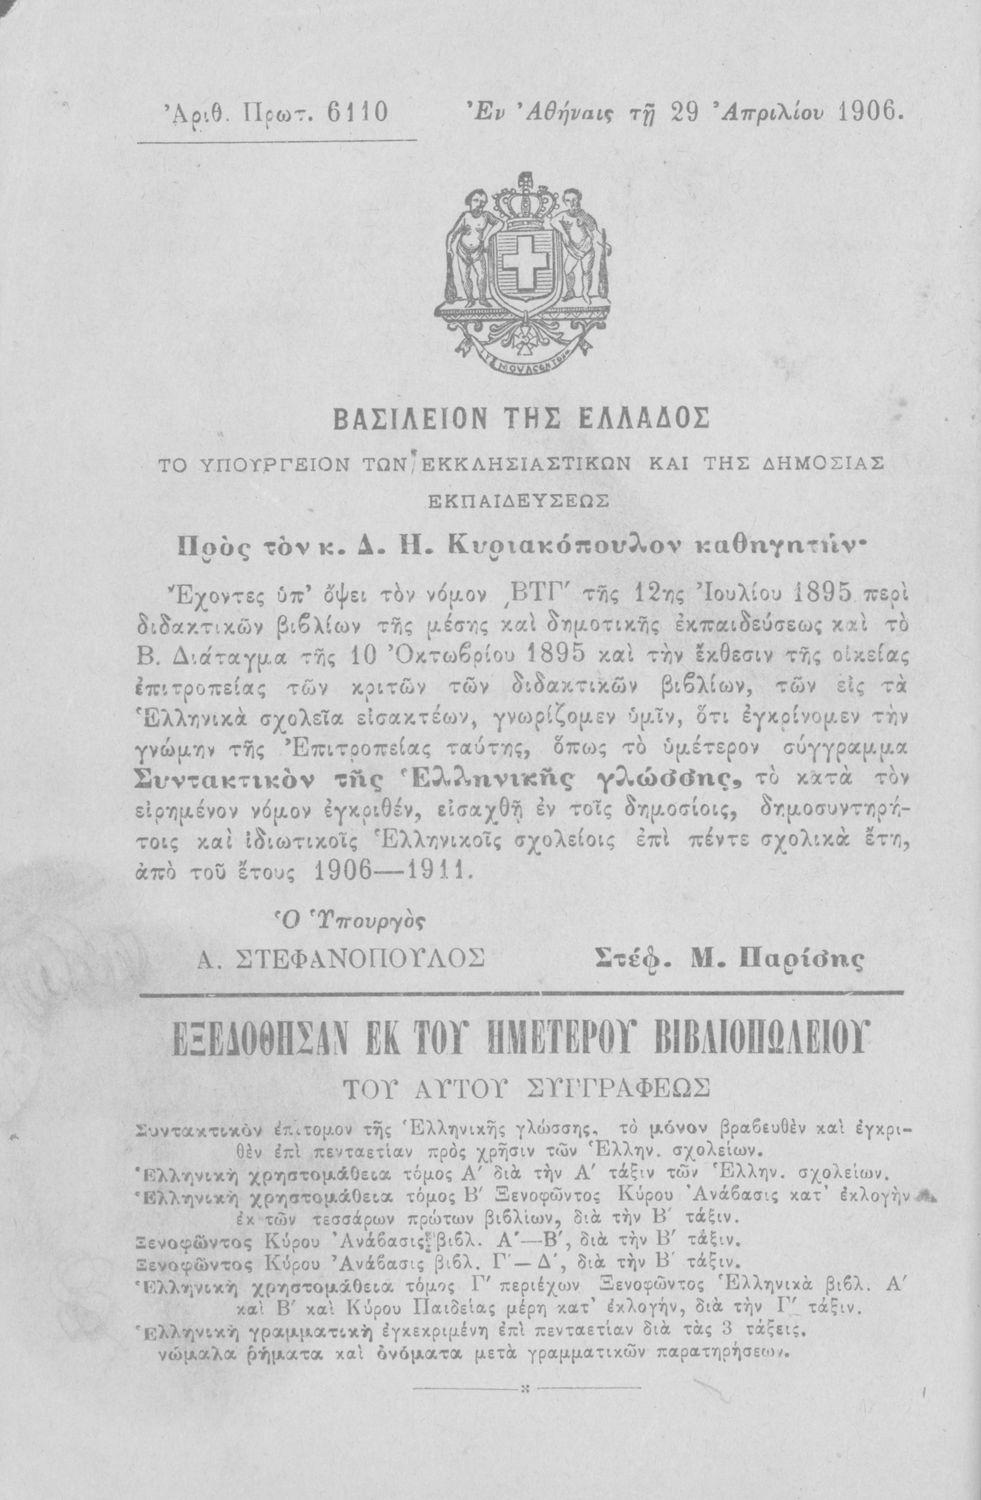 Ἀριθ. Πρωτ. 6110
Ἐν Ἀθήναις τῇ 29 Ἀπριλίου 1906.
ΒΑΣΙΛΕΙΟΝ ΤΗΣ ΕΛΛΑΔΟΣ
ΤΟ ΥΠΟΥΡΓΕΙΟΝ ΤΩΝ ΕΚΚΛΗΣΙΑΣΤΙΚΩΝ ΚΑΙ ΤΗΣ ΔΗΜΟΣΙΑΣ
ΕΚΠΑΙΔΕΥΣΕΩΣ
Πρὸς τὸν κ. Δ. Η. Κυριακόπουλον καθηγητήν·
Ἔχοντες ὑπ' ὄψει τὸν νόμον ͵ΒΤΓ' τῆς 12ης Ἰουλίου 1895 περὶ
διδακτικῶν βιβλίων τῆς μέσης καὶ δημοτικῆς ἐκπαιδεύσεως καὶ τὸ
Β. Διάταγμα τῆς 10 Ὀκτωβρίου 1895 καὶ τὴν ἔκθεσιν τῆς οἰκείας
ἐπιτροπείας τῶν κριτῶν τῶν διδακτικῶν βιβλίων, τῶν εἰς τὰ
Ἑλληνικὰ σχολεῖα εἰσακτέων, γνωρίζομεν ὑμῖν, ὅτι ἐγκρίνομεν τὴν
γνώμην τῆς Ἐπιτροπείας ταύτης, ὅπως τὸ ὑμέτερον σύγγραμμα
Συντακτικὸν τῆς Ἑλληνικῆς γλώσσης, τὸ κατὰ τὸν
εἰρημένον νόμον ἐγκριθέν, εἰσαχθῇ ἐν τοῖς δημοσίοις, δημοσυντηρή-
τοις καὶ ἰδιωτικοῖς Ἑλληνικοῖς σχολείοις ἐπὶ πέντε σχολικὰ ἔτη,
ἀπὸ τοῦ ἔτους 1906—1911.
Ὁ Ὑπουργὸς
Α. ΣΤΕΦΑΝΟΠΟΥΛΟΣ
Στέφ. Μ. Παρίσης
ΕΞΕΔΟΘΗΣΑΝ ΕΚ ΤΟΥ ΗΜΕΤΕΡΟΥ ΒΙΒΛΙΟΠΩΛΕΙΟΥ
ΤΟΥ ΑΥΤΟΥ ΣΥΓΓΡΑΦΕΩΣ
Συντακτικὸν ἐπίτομον τῆς Ἑλληνικῆς γλώσσης, τὸ μόνον βραβευθὲν καὶ ἐγκρι-
θὲν ἐπὶ πενταετίαν πρὸς χρῆσιν τῶν Ἑλλην. σχολείων.
Ἑλληνικὴ χρηστομάθεια τόμος Α' διὰ τὴν Α' τάξιν τῶν Ἑλλην. σχολείων.
Ἑλληνικὴ χρηστομάθεια τόμος Β' Ξενοφῶντος Κύρου Ἀνάβασις κατ' ἐκλογὴν
ἐκ τῶν τεσσάρων πρώτων βιβλίων, διὰ τὴν Β' τάξιν.
Ξενοφῶντος Κύρου Ἀνάβασις βιβλ. Α'—Β', διὰ τὴν Β' τάξιν.
Ξενοφῶντος Κύρου Ἀνάβασις βιβλ. Γ'—Δ', διὰ τὴν Β' τάξιν.
Ἑλληνικὴ χρηστομάθεια τόμος Γ' περιέχων Ξενοφῶντος Ἑλληνικὰ βιβλ. Α'
καὶ Β' καὶ Κύρου Παιδείας μέρη κατ' ἐκλογήν, διὰ τὴν Γ' τάξιν.
Ἑλληνικὴ γραμματικὴ ἐγκεκριμένη ἐπὶ πενταετίαν διὰ τὰς 3 τάξεις.
νώμαλα ῥήματα καὶ ὀνόματα μετὰ γραμματικῶν παρατηρήσεων.